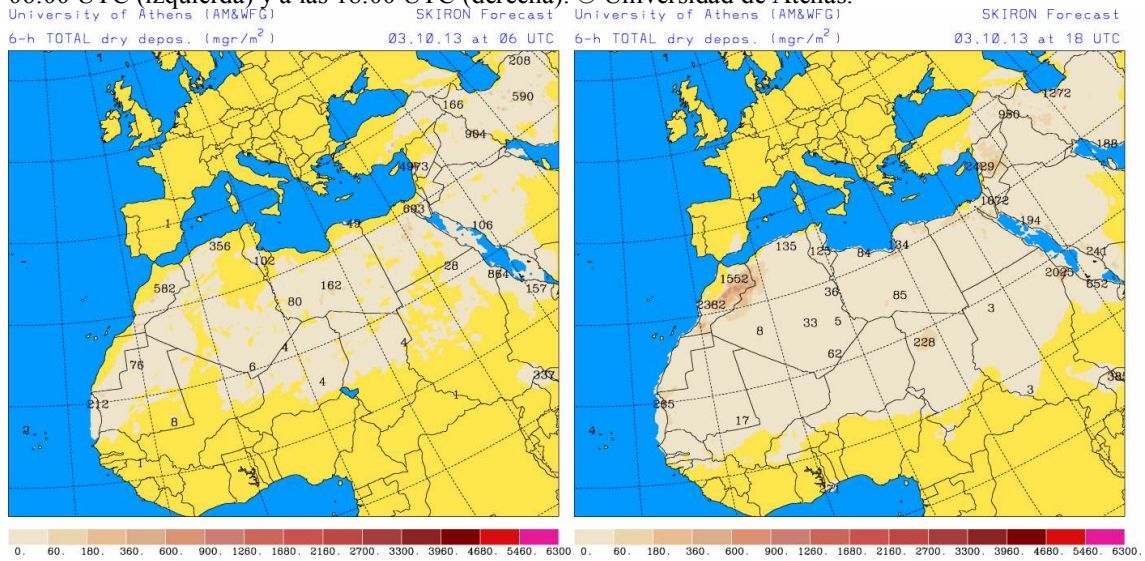 06:00 UTC (izquierda) y a las 18:00 UTC (derecha). © Universidad de Atenas.
University of Athens (AM&WFG) SKIRON Forecast
6-h TOTAL dry depos. (mgr/m²) 03.10.13 at 06 UTC
208
590
166
904
4973
693
1 49 106
356
102 28 864
582 80 162 157
76 4 4
6 4 337
212 1
8
2
1
0. 60. 180. 360. 600. 900. 1260. 1680. 2160. 2700. 3300. 3960. 4680. 5460. 6300.
University of Athens (AM&WFG) SKIRON Forecast
6-h TOTAL dry depos. (mgr/m²) 03.10.13 at 18 UTC
1272
950
188
2429
1 1672
194
135 125 84 134 241
1552 2025 652
2382 36 85 3
8 33 5
62 228
385
265 3
17
4
0. 60. 180. 360. 600. 900. 1260. 1680. 2160. 2700. 3300. 3960. 4680. 5460. 6300.